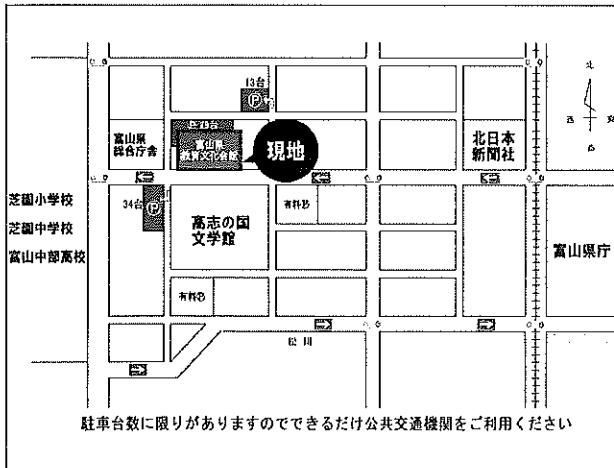 北
13台
Ⓟ
西
東
富山県
総合庁舎
富山県
教育文化会館
現地
北日本
新聞社
芝園小学校
34台
Ⓟ
高志の国
文学館
有料Ⓟ
芝園中学校
富山中部高校
富山県庁
有料Ⓟ
松川
駐車台数に限りがありますのでできるだけ公共交通機関をご利用ください